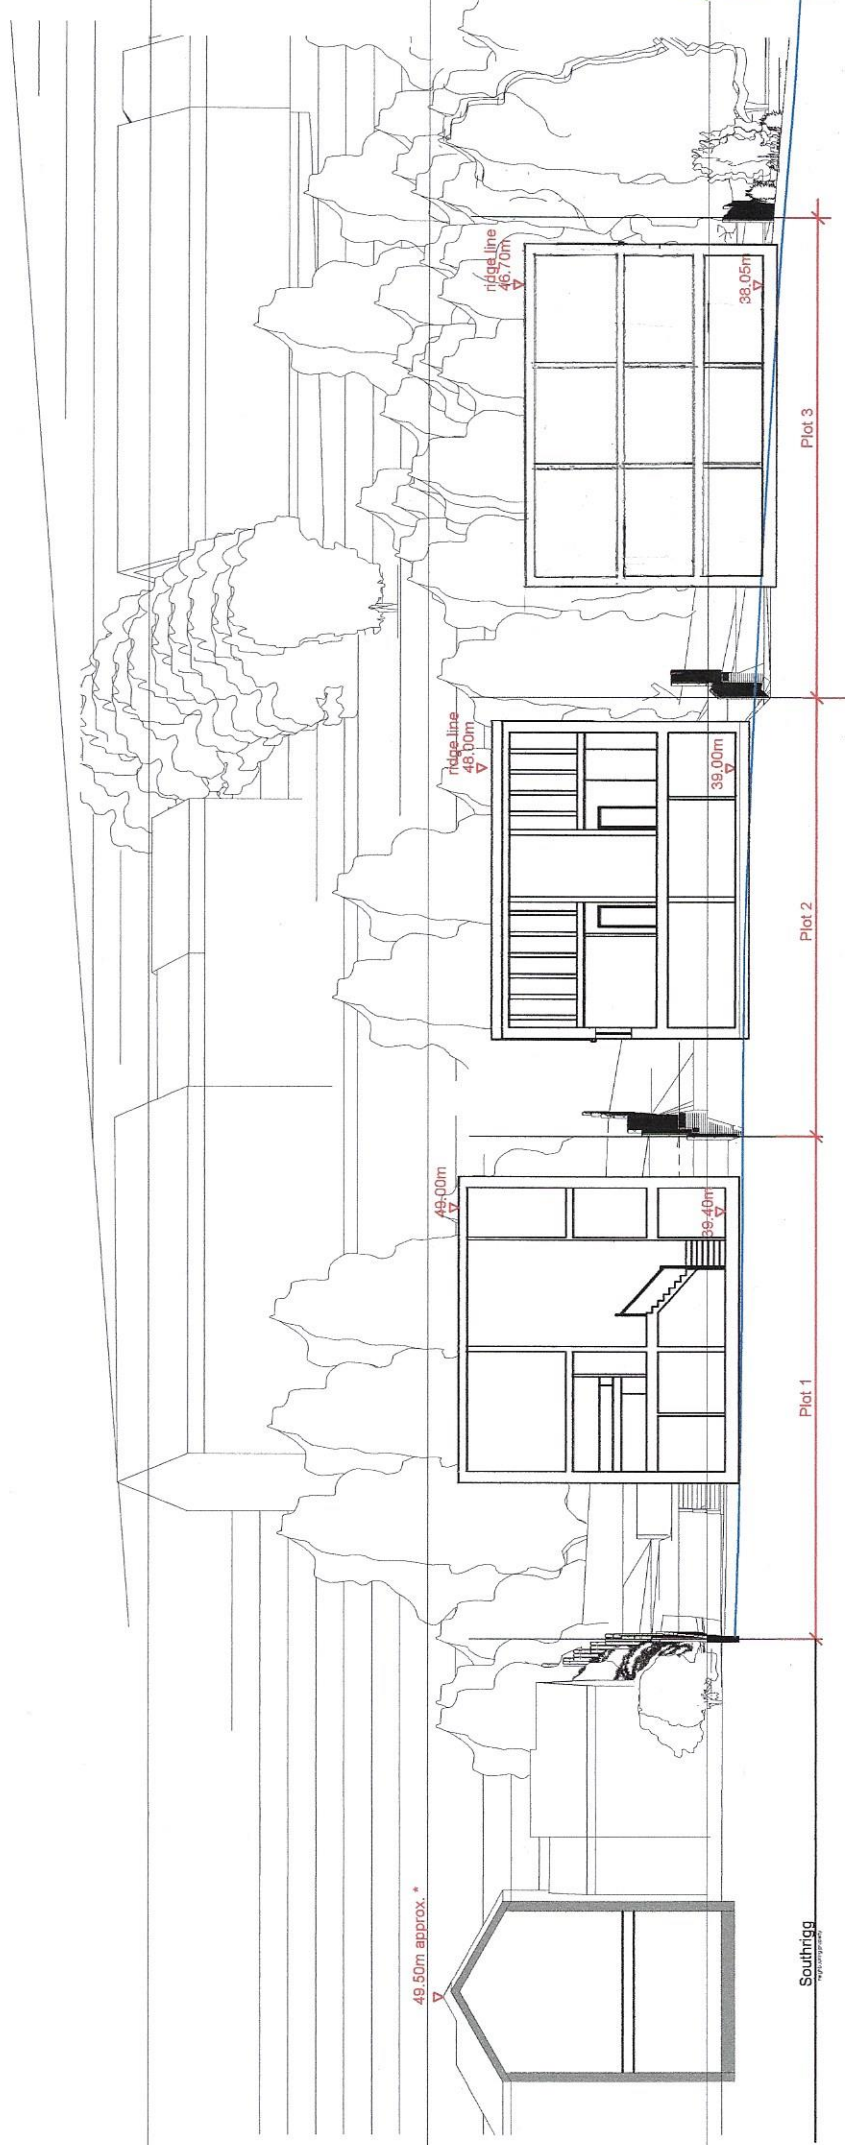 49.50m approx. *
49.00m
39.40m
ridge line
48.00m
39.00m
ridge line
46.70m
38.05m
Southrigg
Plot 1
Plot 2
Plot 3